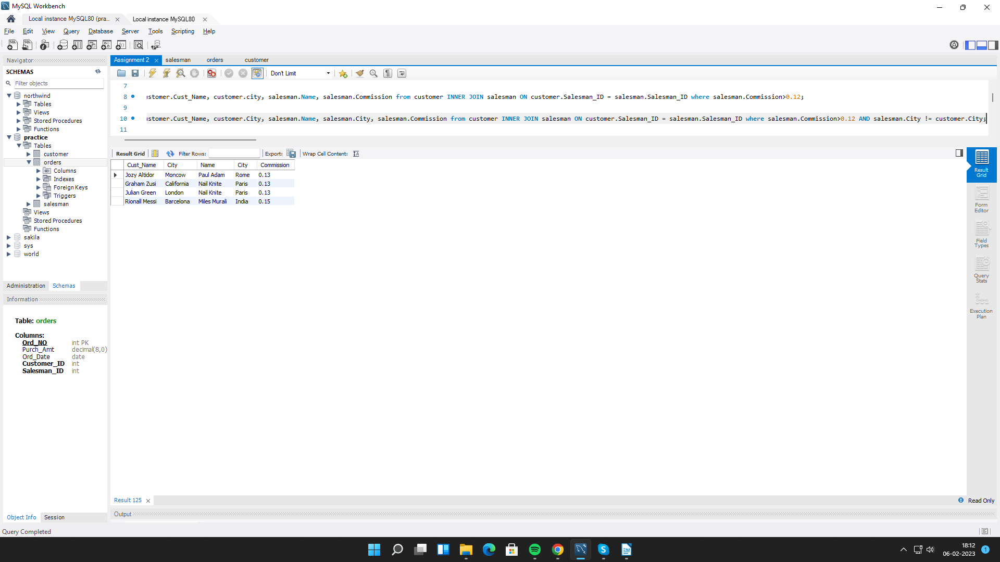 MySQL Workbench
Local instance MySQL80 (pra...
Local instance MySQL80
File Edit View Query Database Server Tools Scripting Help
Navigator
SCHEMAS
Filter objects
northwind
Tables
Views
Stored Procedures
Functions
practice
Tables
customer
orders
Columns
Indexes
Foreign Keys
Triggers
salesman
Views
Stored Procedures
Functions
sakila
sys
world
Administration Schemas
Information
Table: orders
Columns:
Ord_NO int PK
Purch_Amt decimal(8,0)
Ord_Date date
Customer_ID int
Salesman_ID int
Object Info Session
Query Completed
Assignment 2 salesman orders customer
Don't Limit
7
8 ustomer.Cust_Name, customer.city, salesman.Name, salesman.Commission from customer INNER JOIN salesman ON customer.Salesman_ID = salesman.Salesman_ID where salesman.Commission>0.12;
9
10 ustomer.Cust_Name, customer.City, salesman.Name, salesman.City, salesman.Commission from customer INNER JOIN salesman ON customer.Salesman_ID = salesman.Salesman_ID where salesman.Commission>0.12 AND salesman.City != customer.City;
11
Result Grid Filter Rows: Export: Wrap Cell Content:
Cust_Name City Name City Commission
Jozy Altidor Moncow Paul Adam Rome 0.13
Graham Zusi California Nail Knite Paris 0.13
Julian Green London Nail Knite Paris 0.13
Rionall Messi Barcelona Miles Murali India 0.15
Result
Grid
Form
Editor
Field
Types
Query
Stats
Execution
Plan
Result 125
Read Only
Output
18:12
06-02-2023
1